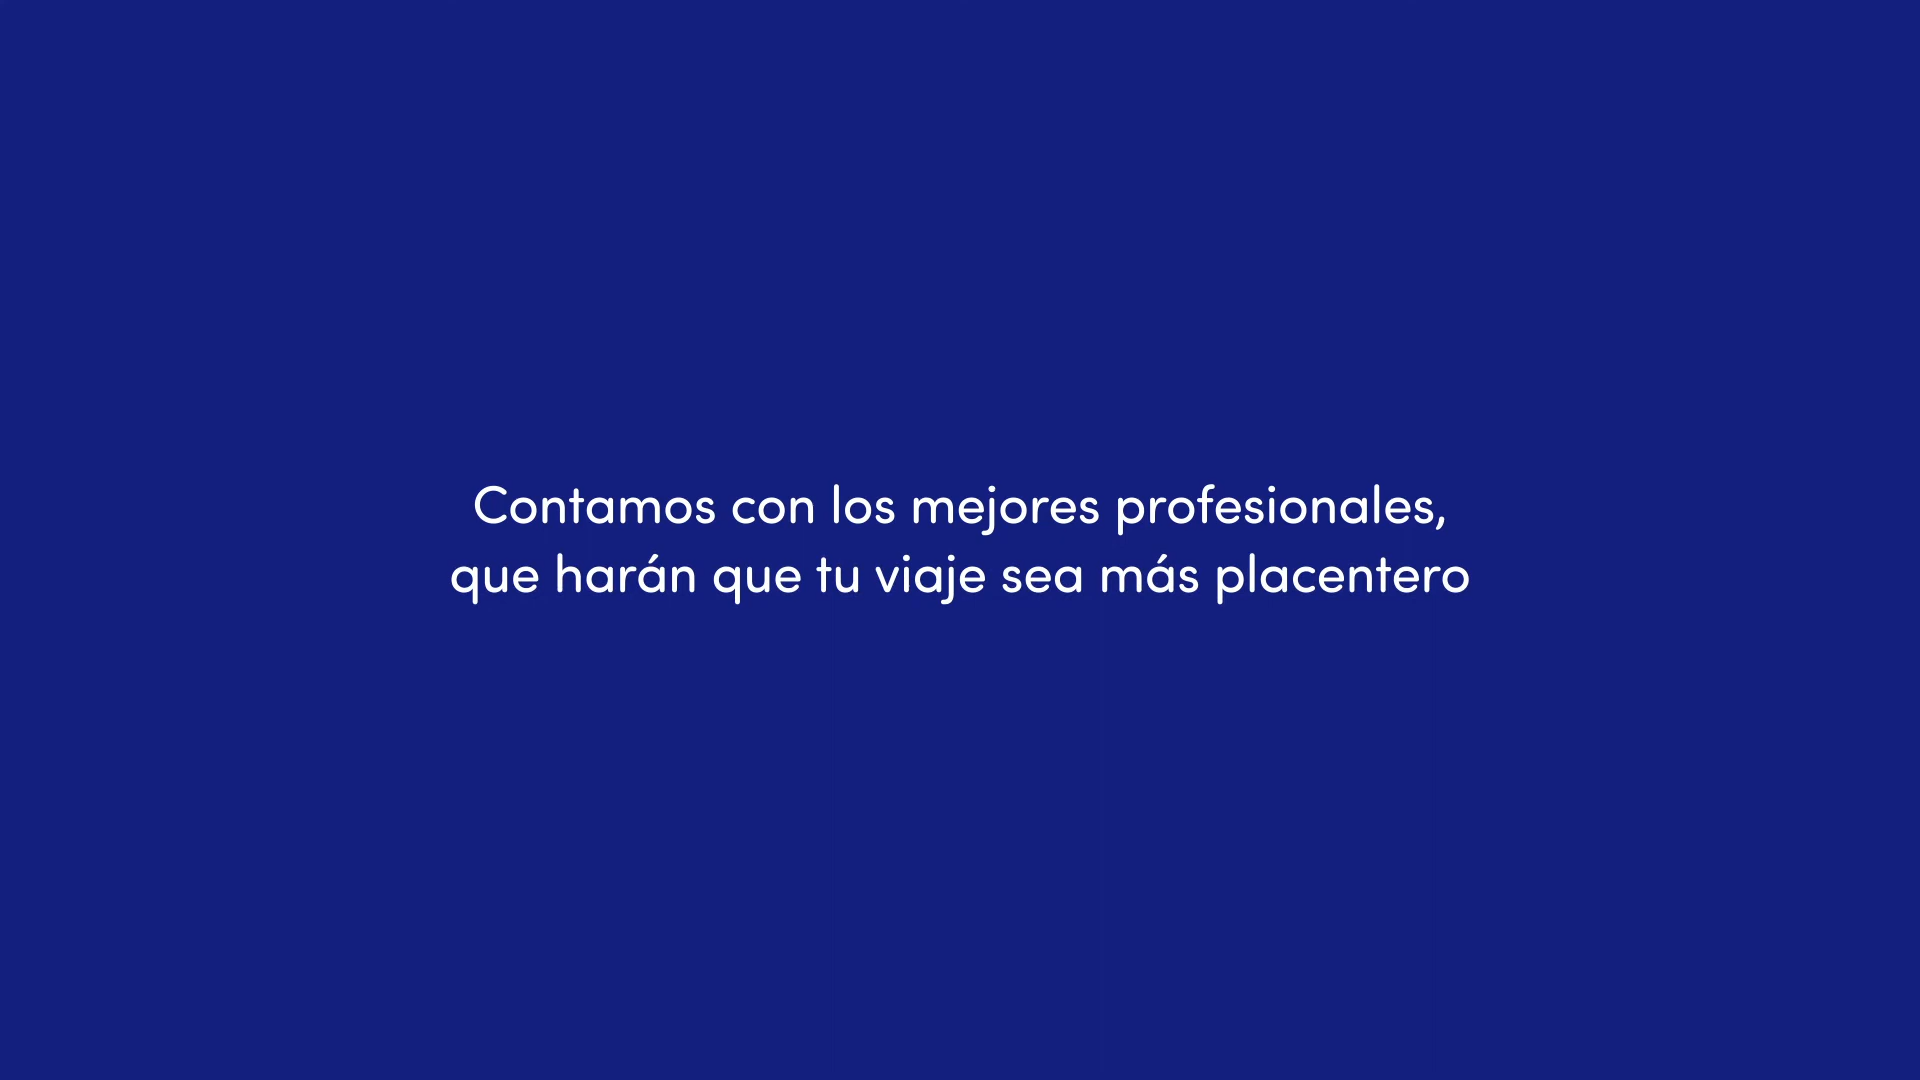 Contamos con los mejores profesionales,
que harán que tu viaje sea más placentero